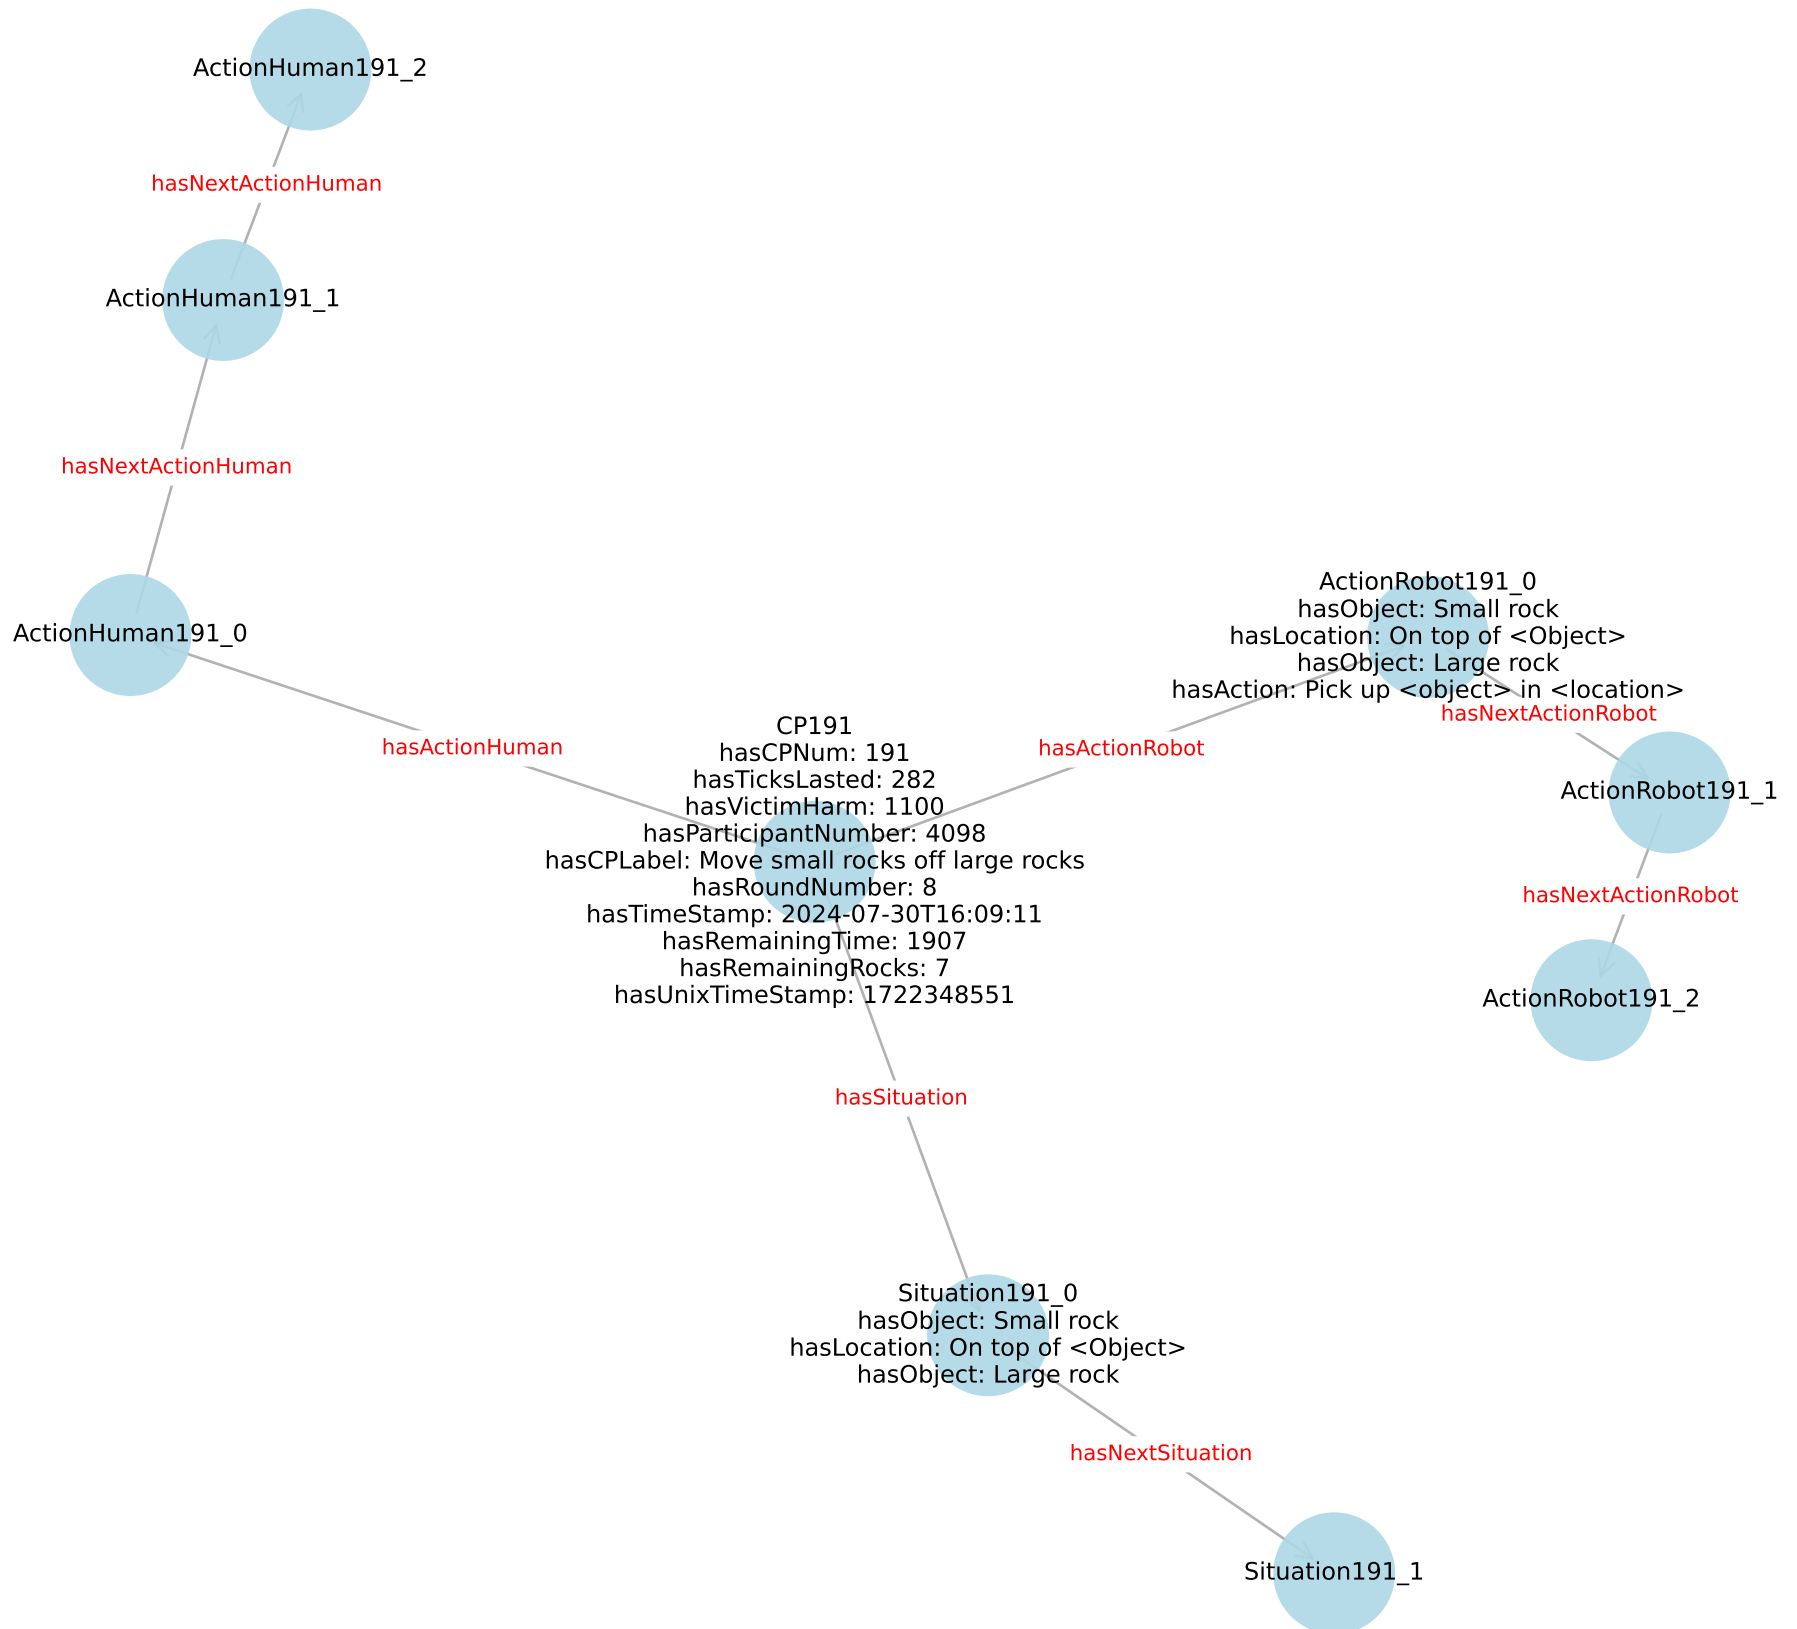 ActionHuman191_2
hasNextActionHuman
ActionHuman191_1
hasNextActionHuman
ActionHuman191_0
hasActionHuman
CP191
hasCPNum: 191
hasTicksLasted: 282
hasVictimHarm: 1100
hasParticipantNumber: 4098
hasCPLabel: Move small rocks off large rocks
hasRoundNumber: 8
hasTimeStamp: 2024-07-30T16:09:11
hasRemainingTime: 1907
hasRemainingRocks: 7
hasUnixTimeStamp: 1722348551
hasActionRobot
ActionRobot191_0
hasObject: Small rock
hasLocation: On top of <Object>
hasObject: Large rock
hasAction: Pick up <object> in <location>
hasNextActionRobot
ActionRobot191_1
hasNextActionRobot
ActionRobot191_2
hasSituation
Situation191_0
hasObject: Small rock
hasLocation: On top of <Object>
hasObject: Large rock
hasNextSituation
Situation191_1